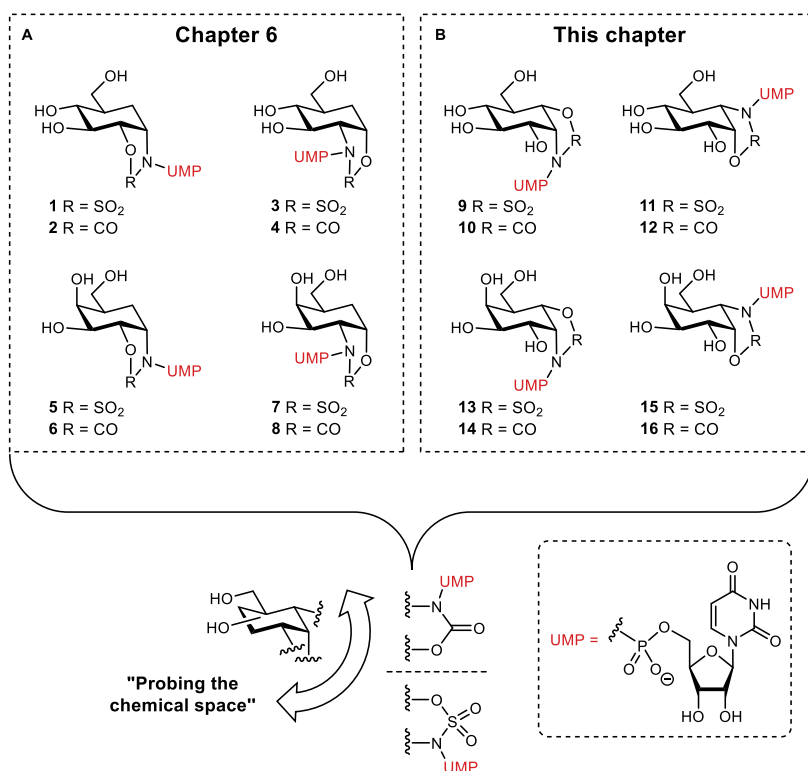 A
Chapter 6
B
This chapter
OH
HO
HO
O
N
R
UMP
1 R = SO2
2 R = CO
OH
HO
HO
UMP
N
R
O
3 R = SO2
4 R = CO
OH
HO
HO
HO
O
R
N
UMP
9 R = SO2
10 R = CO
OH
HO
HO
HO
N
UMP
R
O
11 R = SO2
12 R = CO
OH
OH
HO
O
N
R
UMP
5 R = SO2
6 R = CO
OH
OH
HO
UMP
N
R
O
7 R = SO2
8 R = CO
OH
OH
HO
HO
O
R
N
UMP
13 R = SO2
14 R = CO
OH
OH
HO
HO
N
UMP
R
O
15 R = SO2
16 R = CO
HO
HO
"Probing the
chemical space"
UMP
N
O
O
O
S
O
O
N
UMP
UMP =
O
P
O
O
⊖
O
N
NH
O
O
HO
OH